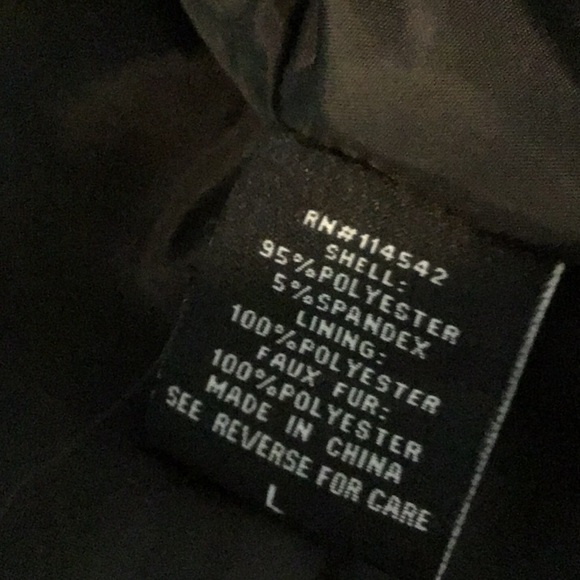 RN#114542
SHELL:
95%POLYESTER
5%SPANDEX
LINING:
100%POLYESTER
FAUX FUR:
100%POLYESTER
MADE IN CHINA
SEE REVERSE FOR CARE
L